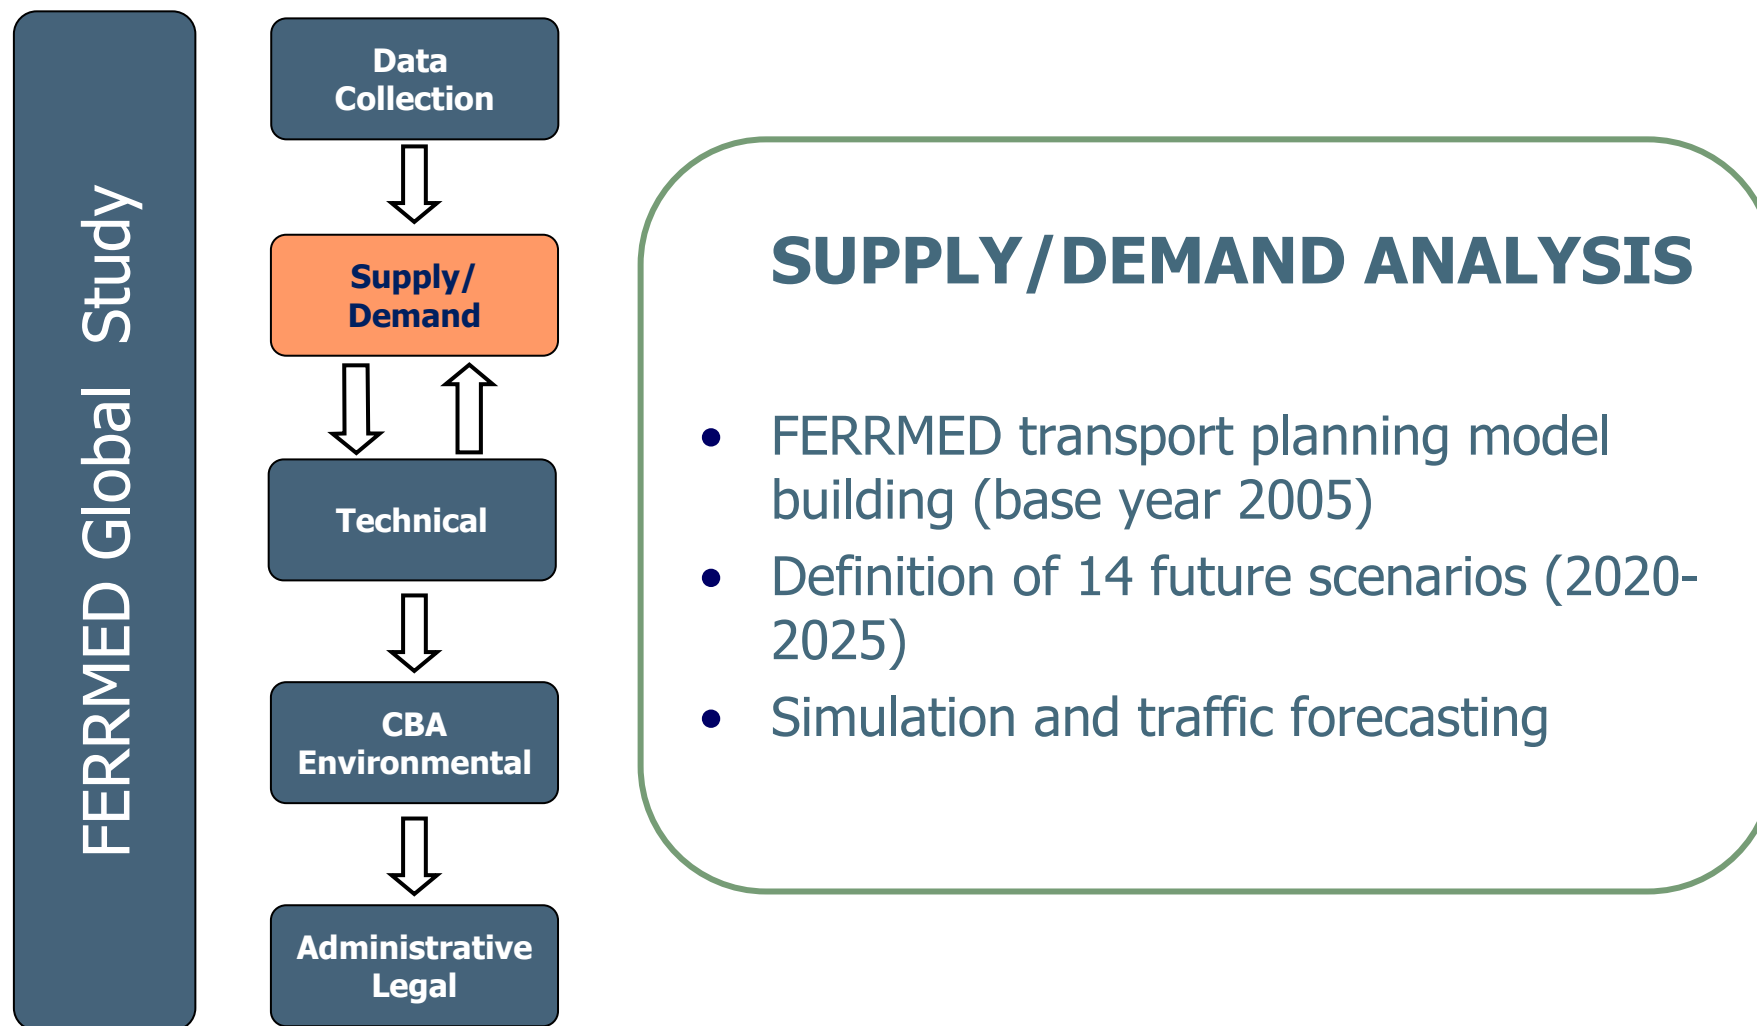 FERRMED Global Study
Data
Collection
Supply/
Demand
Technical
CBA
Environmental
Administrative
Legal
SUPPLY/DEMAND ANALYSIS
• FERRMED transport planning model
building (base year 2005)
• Definition of 14 future scenarios (2020-
2025)
• Simulation and traffic forecasting